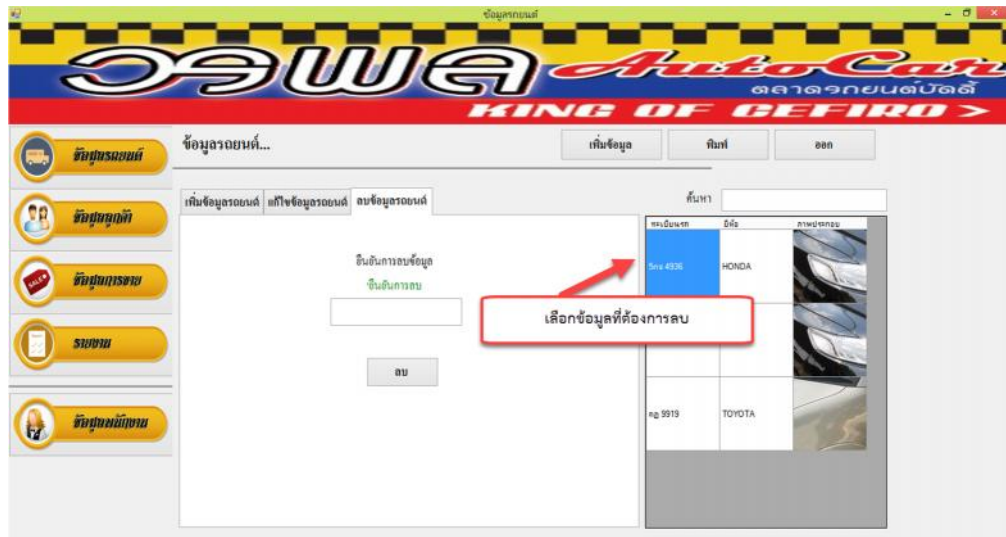 ข้อมูลรถยนต์
วรพล AutoCar
ตลาดรถยนต์บัดดี้
KING OF CEFIRO >
ข้อมูลรถยนต์
ข้อมูลลูกค้า
ข้อมูลการขาย
รายงาน
ข้อมูลพนักงาน
ข้อมูลรถยนต์...
เพิ่มข้อมูล
พิมพ์
ออก
เพิ่มข้อมูลรถยนต์
แก้ไขข้อมูลรถยนต์
ลบข้อมูลรถยนต์
ยืนยันการลบข้อมูล
'ยืนยันการลบ
ลบ
ค้นหา
ทะเบียนรถ
ยี่ห้อ
ภาพประกอบ
4936
HONDA
เลือกข้อมูลที่ต้องการลบ
9919
TOYOTA